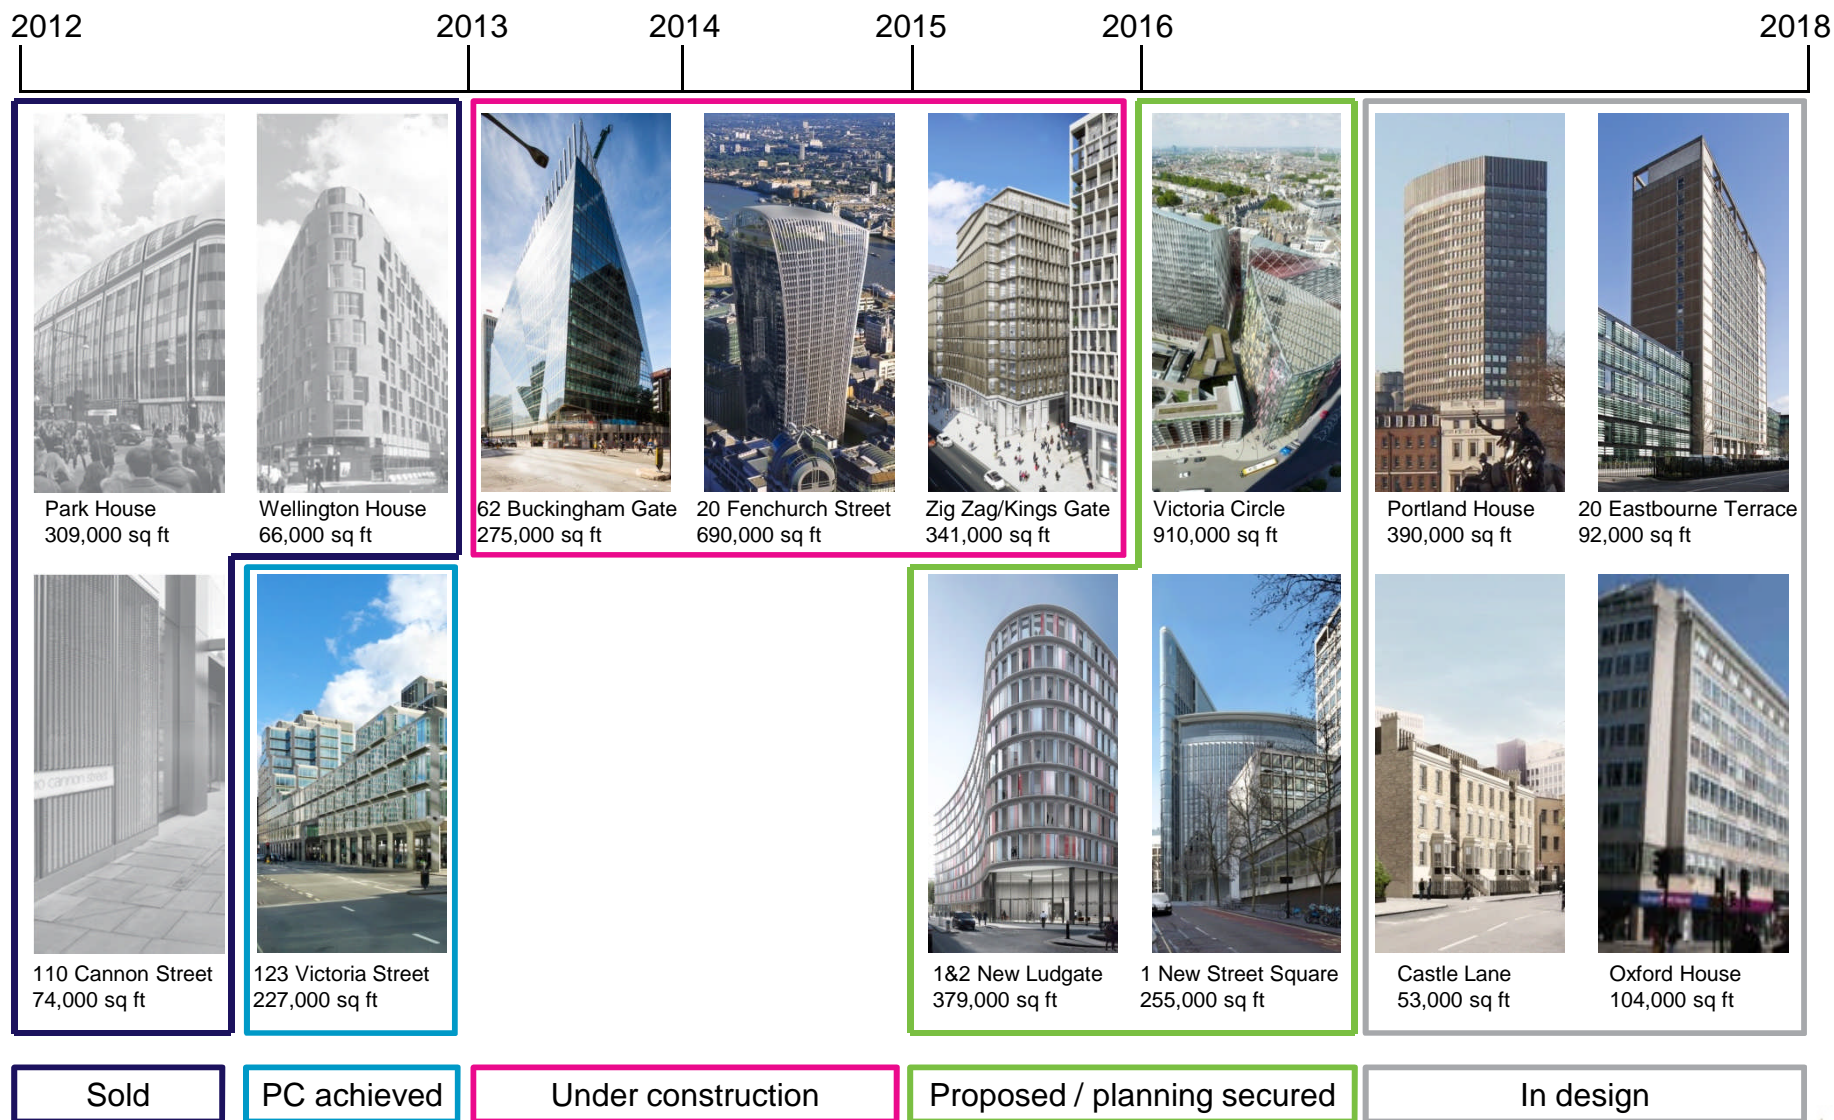 2012
2013
2014
2015
2016
2018
Park House
309,000 sq ft
Wellington House
66,000 sq ft
62 Buckingham Gate
275,000 sq ft
20 Fenchurch Street
690,000 sq ft
Zig Zag/Kings Gate
341,000 sq ft
Victoria Circle
910,000 sq ft
Portland House
390,000 sq ft
20 Eastbourne Terrace
92,000 sq ft
cannon street
110 Cannon Street
74,000 sq ft
123 Victoria Street
227,000 sq ft
1&2 New Ludgate
379,000 sq ft
1 New Street Square
255,000 sq ft
Castle Lane
53,000 sq ft
Oxford House
104,000 sq ft
Sold
PC achieved
Under construction
Proposed / planning secured
In design